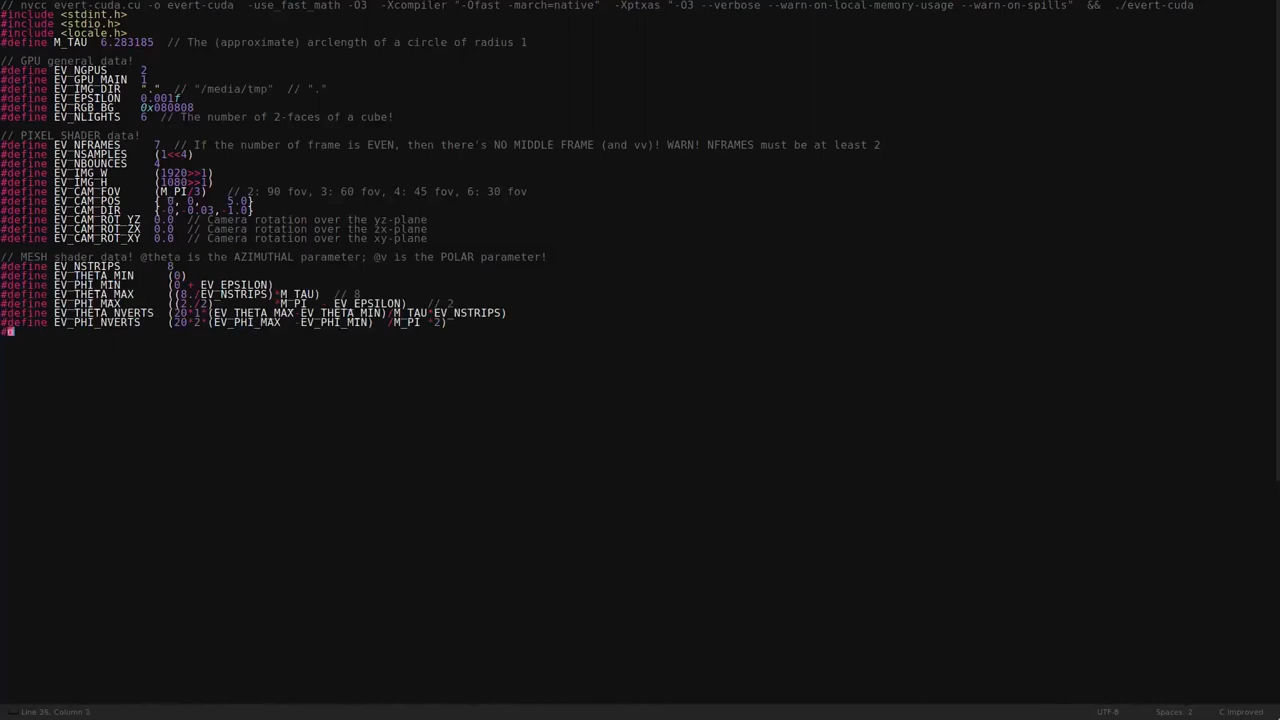 // nvcc evert-cuda.cu -o evert-cuda  -use_fast_math -O3  -Xcompiler "-Ofast -march=native"  -Xptxas "-O3 --verbose --warn-on-local-memory-usage --warn-on-spills"  &&  ./evert-cuda
#include <stdint.h>
#include <stdio.h>
#include <locale.h>
#define M_TAU  6.283185  // The (approximate) arclength of a circle of radius 1
// GPU general data!
#define EV_NGPUS     2
#define EV_GPU_MAIN  1
#define EV_IMG_DIR   "."  // "/media/tmp"  // "."
#define EV_EPSILON   0.001f
#define EV_RGB_BG    0x080808
#define EV_NLIGHTS   6  // The number of 2-faces of a cube!
// PIXEL SHADER data!
#define EV_NFRAMES     7  // If the number of frame is EVEN, then there's NO MIDDLE FRAME (and vv)! WARN! NFRAMES must be at least 2
#define EV_NSAMPLES    (1<<4)
#define EV_NBOUNCES    4
#define EV_IMG_W       (1920>>1)
#define EV_IMG_H       (1080>>1)
#define EV_CAM_FOV     (M_PI/3)   // 2: 90 fov, 3: 60 fov, 4: 45 fov, 6: 30 fov
#define EV_CAM_POS     { 0, 0,    5.0}
#define EV_CAM_DIR     {-0,-0.03,-1.0}
#define EV_CAM_ROT_YZ  0.0  // Camera rotation over the yz-plane
#define EV_CAM_ROT_ZX  0.0  // Camera rotation over the zx-plane
#define EV_CAM_ROT_XY  0.0  // Camera rotation over the xy-plane
// MESH shader data! @theta is the AZIMUTHAL parameter; @v is the POLAR parameter!
#define EV_NSTRIPS       8
#define EV_THETA_MIN     (0)
#define EV_PHI_MIN       (0 + EV_EPSILON)
#define EV_THETA_MAX     ((8./EV_NSTRIPS)*M_TAU)  // 8
#define EV_PHI_MAX       ((2./2)         *M_PI  - EV_EPSILON)   // 2
#define EV_THETA_NVERTS  (20*1*(EV_THETA_MAX-EV_THETA_MIN)/M_TAU*EV_NSTRIPS)
#define EV_PHI_NVERTS    (20*2*(EV_PHI_MAX  -EV_PHI_MIN)  /M_PI *2)
#d
Line 35, Column 3
UTF-8
Spaces: 2
C Improved